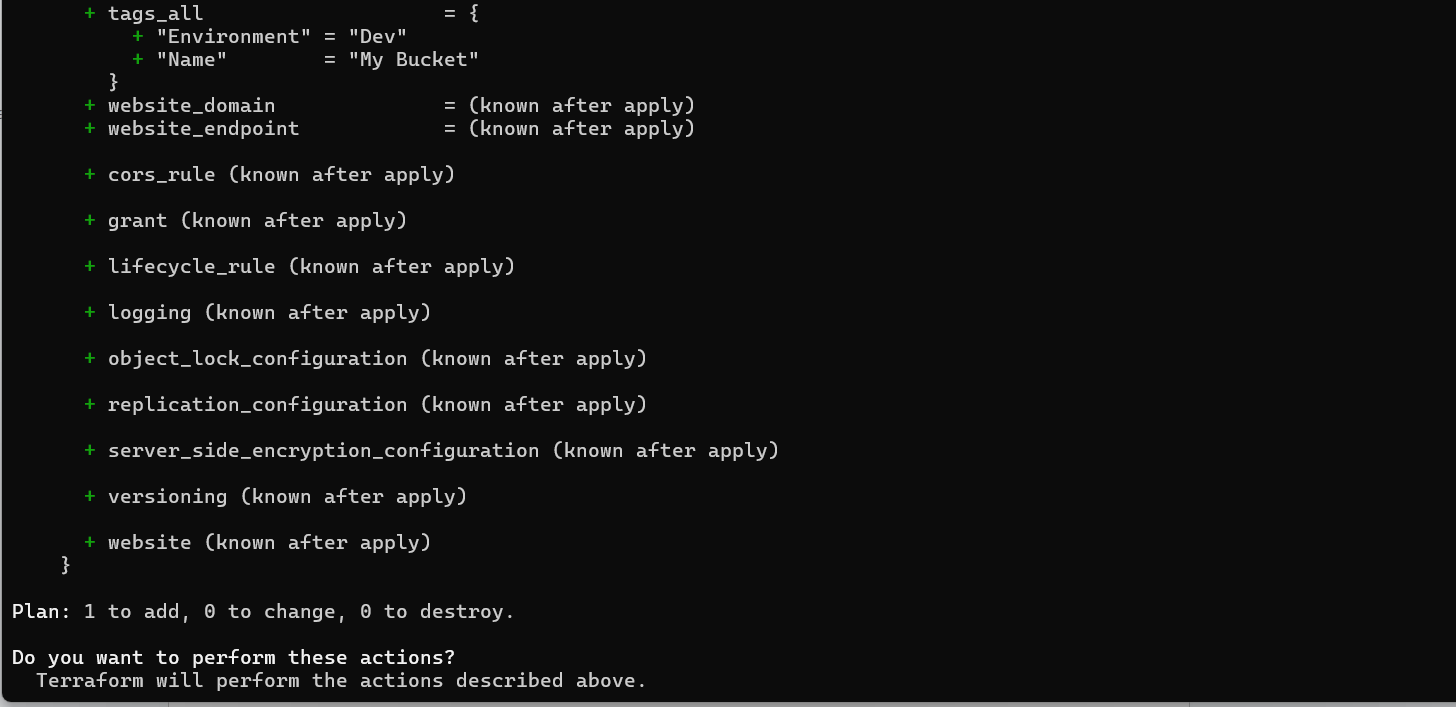 + tags_all                    = {
    + "Environment" = "Dev"
    + "Name"        = "My Bucket"
  }
+ website_domain              = (known after apply)
+ website_endpoint            = (known after apply)
+ cors_rule (known after apply)
+ grant (known after apply)
+ lifecycle_rule (known after apply)
+ logging (known after apply)
+ object_lock_configuration (known after apply)
+ replication_configuration (known after apply)
+ server_side_encryption_configuration (known after apply)
+ versioning (known after apply)
+ website (known after apply)
}
Plan: 1 to add, 0 to change, 0 to destroy.
Do you want to perform these actions?
  Terraform will perform the actions described above.